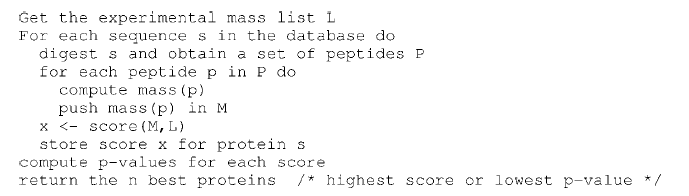 Get the experimental mass list L
For each sequence s in the database do
  digest s and obtain a set of peptides P
  for each peptide p in P do
    compute mass(p)
    push mass(p) in M
  x <- score(M,L)
  store score x for protein s
compute p-values for each score
return the n best proteins  /* highest score or lowest p-value */